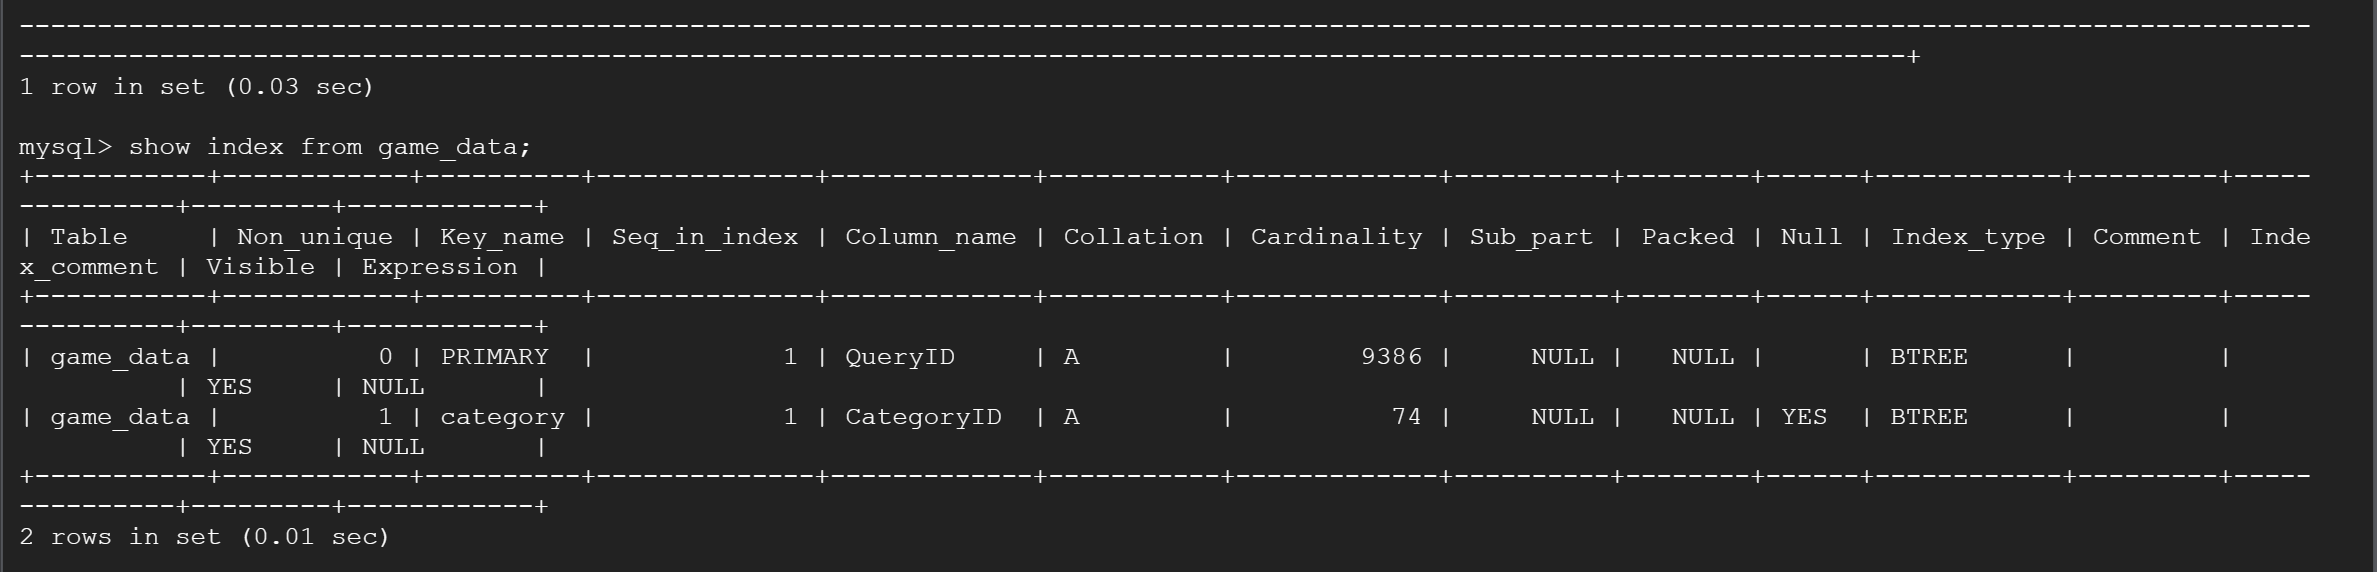 -----------------------------------------------------------------------------------------------------------------------------------------------------
-------------------------------------------------------------------------------------------------------------------------+
1 row in set (0.03 sec)
mysql> show index from game_data;
+-----------+------------+----------+--------------+-------------+-----------+-------------+----------+--------+------+------------+---------+-----
----------+---------+------------+
| Table     | Non_unique | Key_name | Seq_in_index | Column_name | Collation | Cardinality | Sub_part | Packed | Null | Index_type | Comment | Inde
x_comment | Visible | Expression |
+-----------+------------+----------+--------------+-------------+-----------+-------------+----------+--------+------+------------+---------+-----
----------+---------+------------+
| game_data |          0 | PRIMARY  |            1 | QueryID     | A         |        9386 |     NULL |   NULL |      | BTREE      |         |
          | YES     | NULL       |
| game_data |          1 | category |            1 | CategoryID  | A         |          74 |     NULL |   NULL | YES  | BTREE      |         |
          | YES     | NULL       |
+-----------+------------+----------+--------------+-------------+-----------+-------------+----------+--------+------+------------+---------+-----
----------+---------+------------+
2 rows in set (0.01 sec)